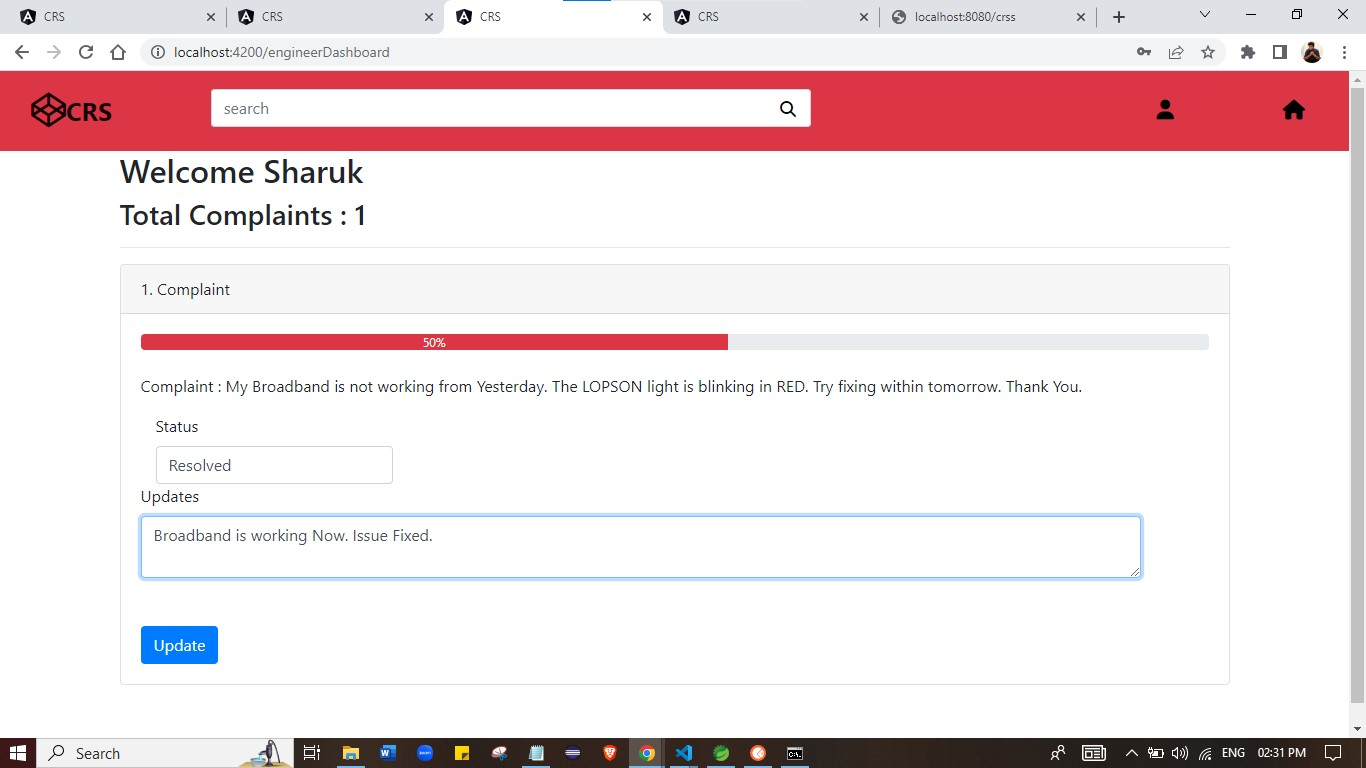 CRS
CRS
CRS
CRS
localhost:8080/crss
localhost:4200/engineerDashboard
CRS
search
Welcome Sharuk
Total Complaints : 1
1. Complaint
50%
Complaint : My Broadband is not working from Yesterday. The LOPSON light is blinking in RED. Try fixing within tomorrow. Thank You.
Status
Resolved
Updates
Broadband is working Now. Issue Fixed.
Update
Search
ENG
02:31 PM